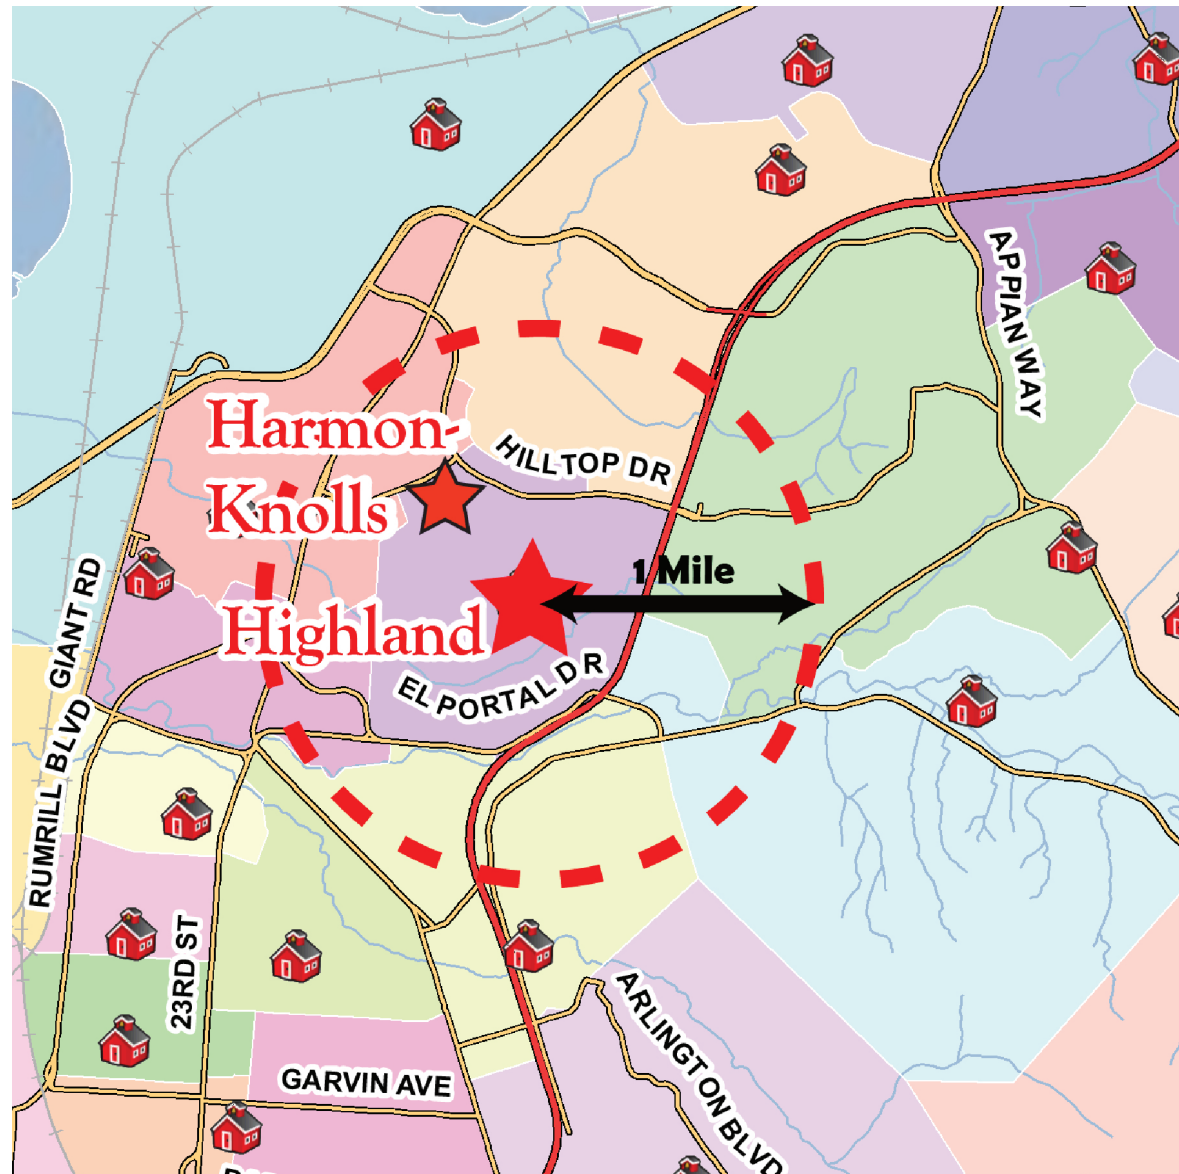 APPIAN WAY
Harmon-
Knolls
HILLTOP DR
1 Mile
Highland
EL PORTAL DR
GIANT RD
RUMRILL BLVD
23RD ST
GARVIN AVE
ARLINGTON BLVD